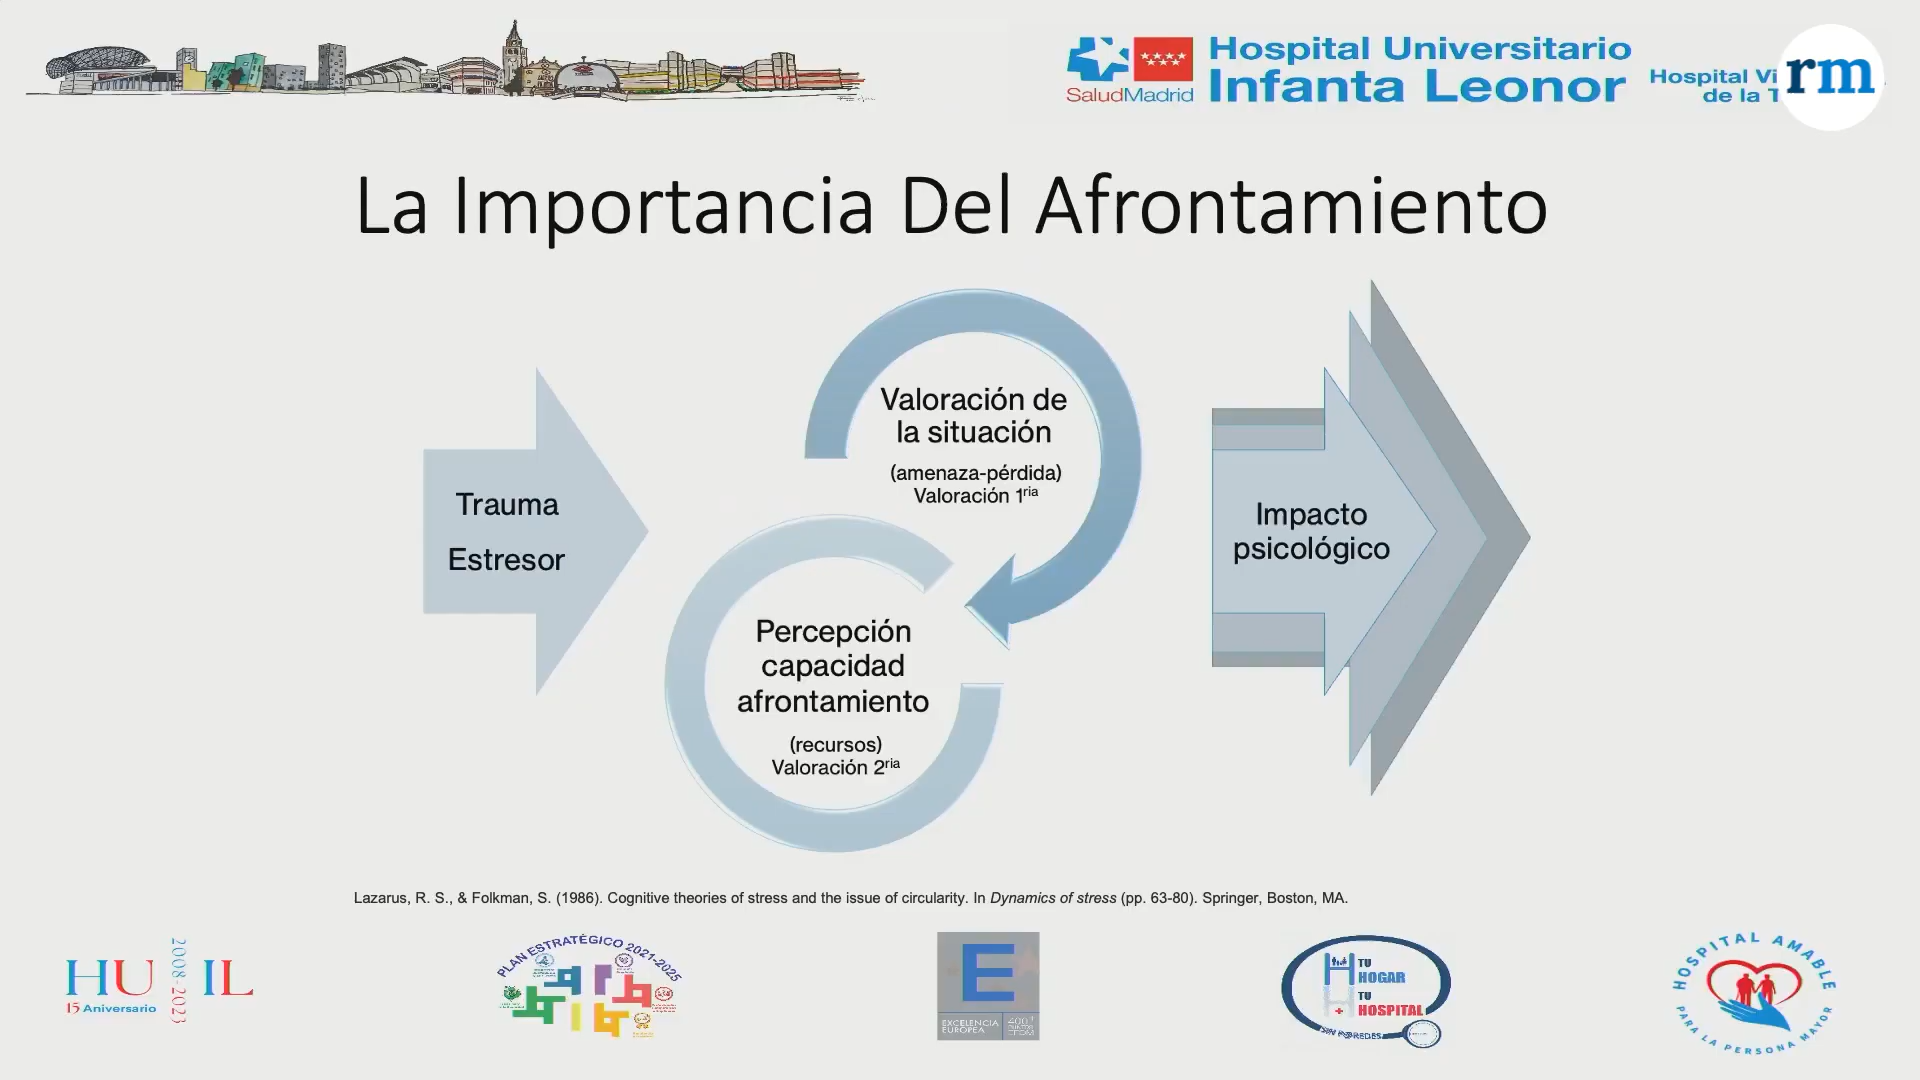 SaludMadrid
Hospital Universitario
Infanta Leonor
Hospital Vi
de la T
rm
La Importancia Del Afrontamiento
Trauma
Estresor
Valoración de
la situación
(amenaza-pérdida)
Valoración 1ria
Percepción
capacidad
afrontamiento
(recursos)
Valoración 2ria
Impacto
psicológico
Lazarus, R. S., & Folkman, S. (1986). Cognitive theories of stress and the issue of circularity. In Dynamics of stress (pp. 63-80). Springer, Boston, MA.
HU IL
2008-2023
15 Aniversario
PLAN ESTRATÉGICO 2021-2025
E
EXCELENCIA
EUROPEA
400+
EFQM
TU
HOGAR
TU
HOSPITAL
SIN PAREDES
HOSPITAL AMABLE
PARA LA PERSONA MAYOR